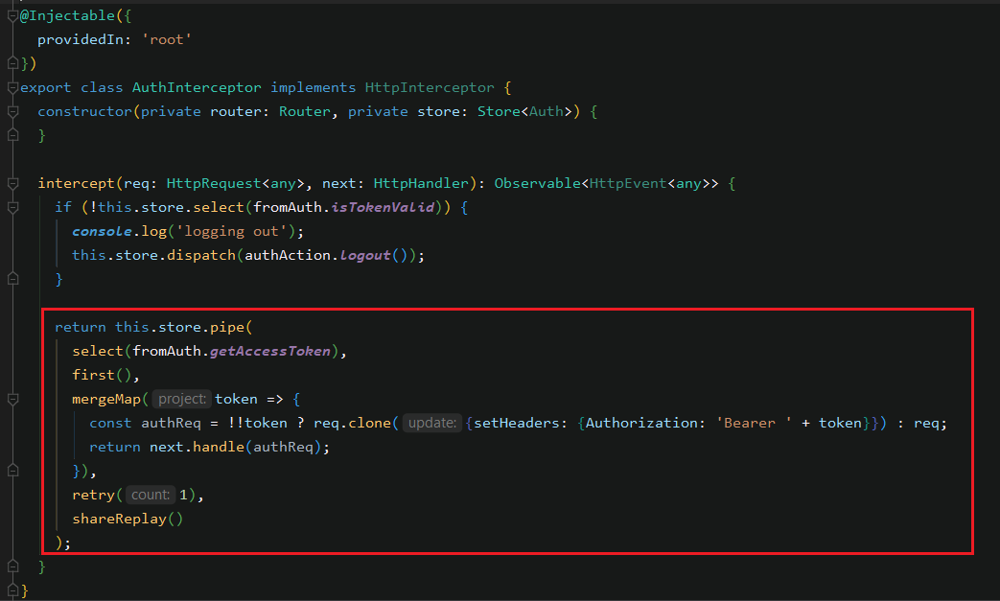 @Injectable({
  providedIn: 'root'
})
export class AuthInterceptor implements HttpInterceptor {
  constructor(private router: Router, private store: Store<Auth>) {
  }

  intercept(req: HttpRequest<any>, next: HttpHandler): Observable<HttpEvent<any>> {
    if (!this.store.select(fromAuth.isTokenValid)) {
      console.log('logging out');
      this.store.dispatch(authAction.logout());
    }

    return this.store.pipe(
      select(fromAuth.getAccessToken),
      first(),
      mergeMap( project: token => {
        const authReq = !!token ? req.clone( update: {setHeaders: {Authorization: 'Bearer ' + token}}) : req;
        return next.handle(authReq);
      }),
      retry( count: 1),
      shareReplay()
    );
  }
}